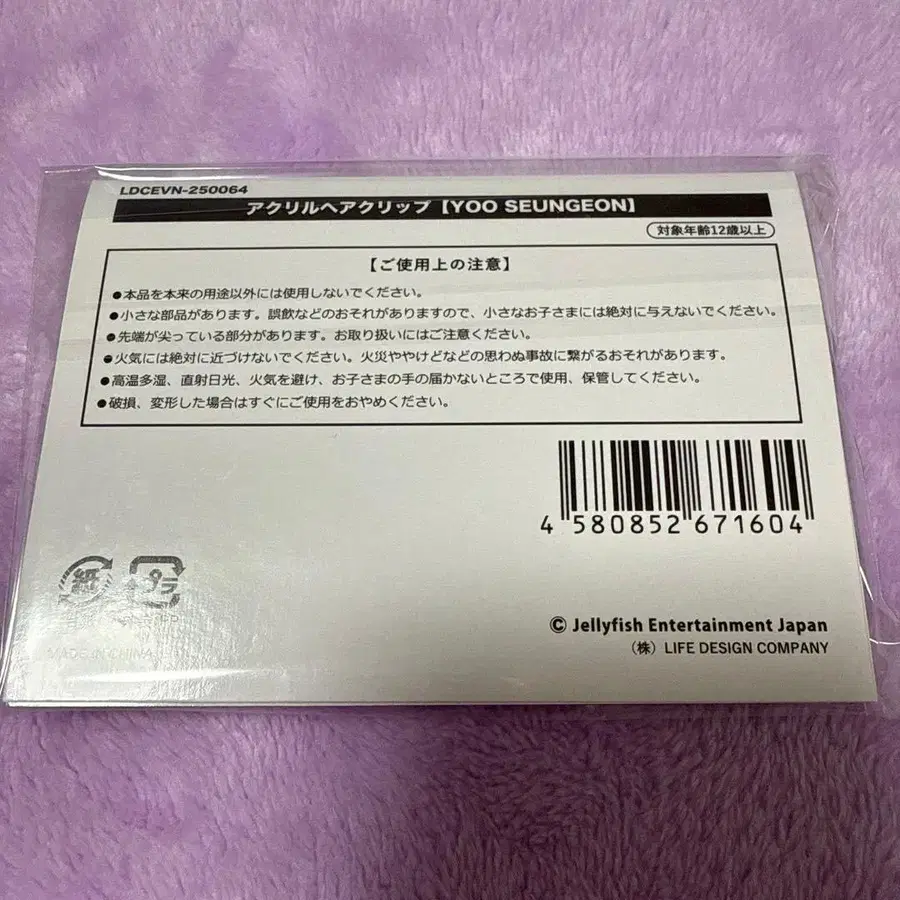 LDCEVN-250064
アクリルヘアクリップ【YOO SEUNGEON】
対象年齢12歳以上
【ご使用上の注意】
●本品を本来の用途以外には使用しないでください。
●小さな部品があります。誤飲などのおそれがありますので、小さなお子さまには絶対に与えないでください。
●先端が尖っている部分があります。お取り扱いにはご注意ください。
●火気には絶対に近づけないでください。火災ややけどなどの思わぬ事故に繋がるおそれがあります。
●高温多湿、直射日光、火気を避け、お子さまの手の届かないところで使用、保管してください。
●破損、変形した場合はすぐにご使用をおやめください。
4 580852 671604
紙 プラ
MADE IN CHINA
© Jellyfish Entertainment Japan
（株）LIFE DESIGN COMPANY